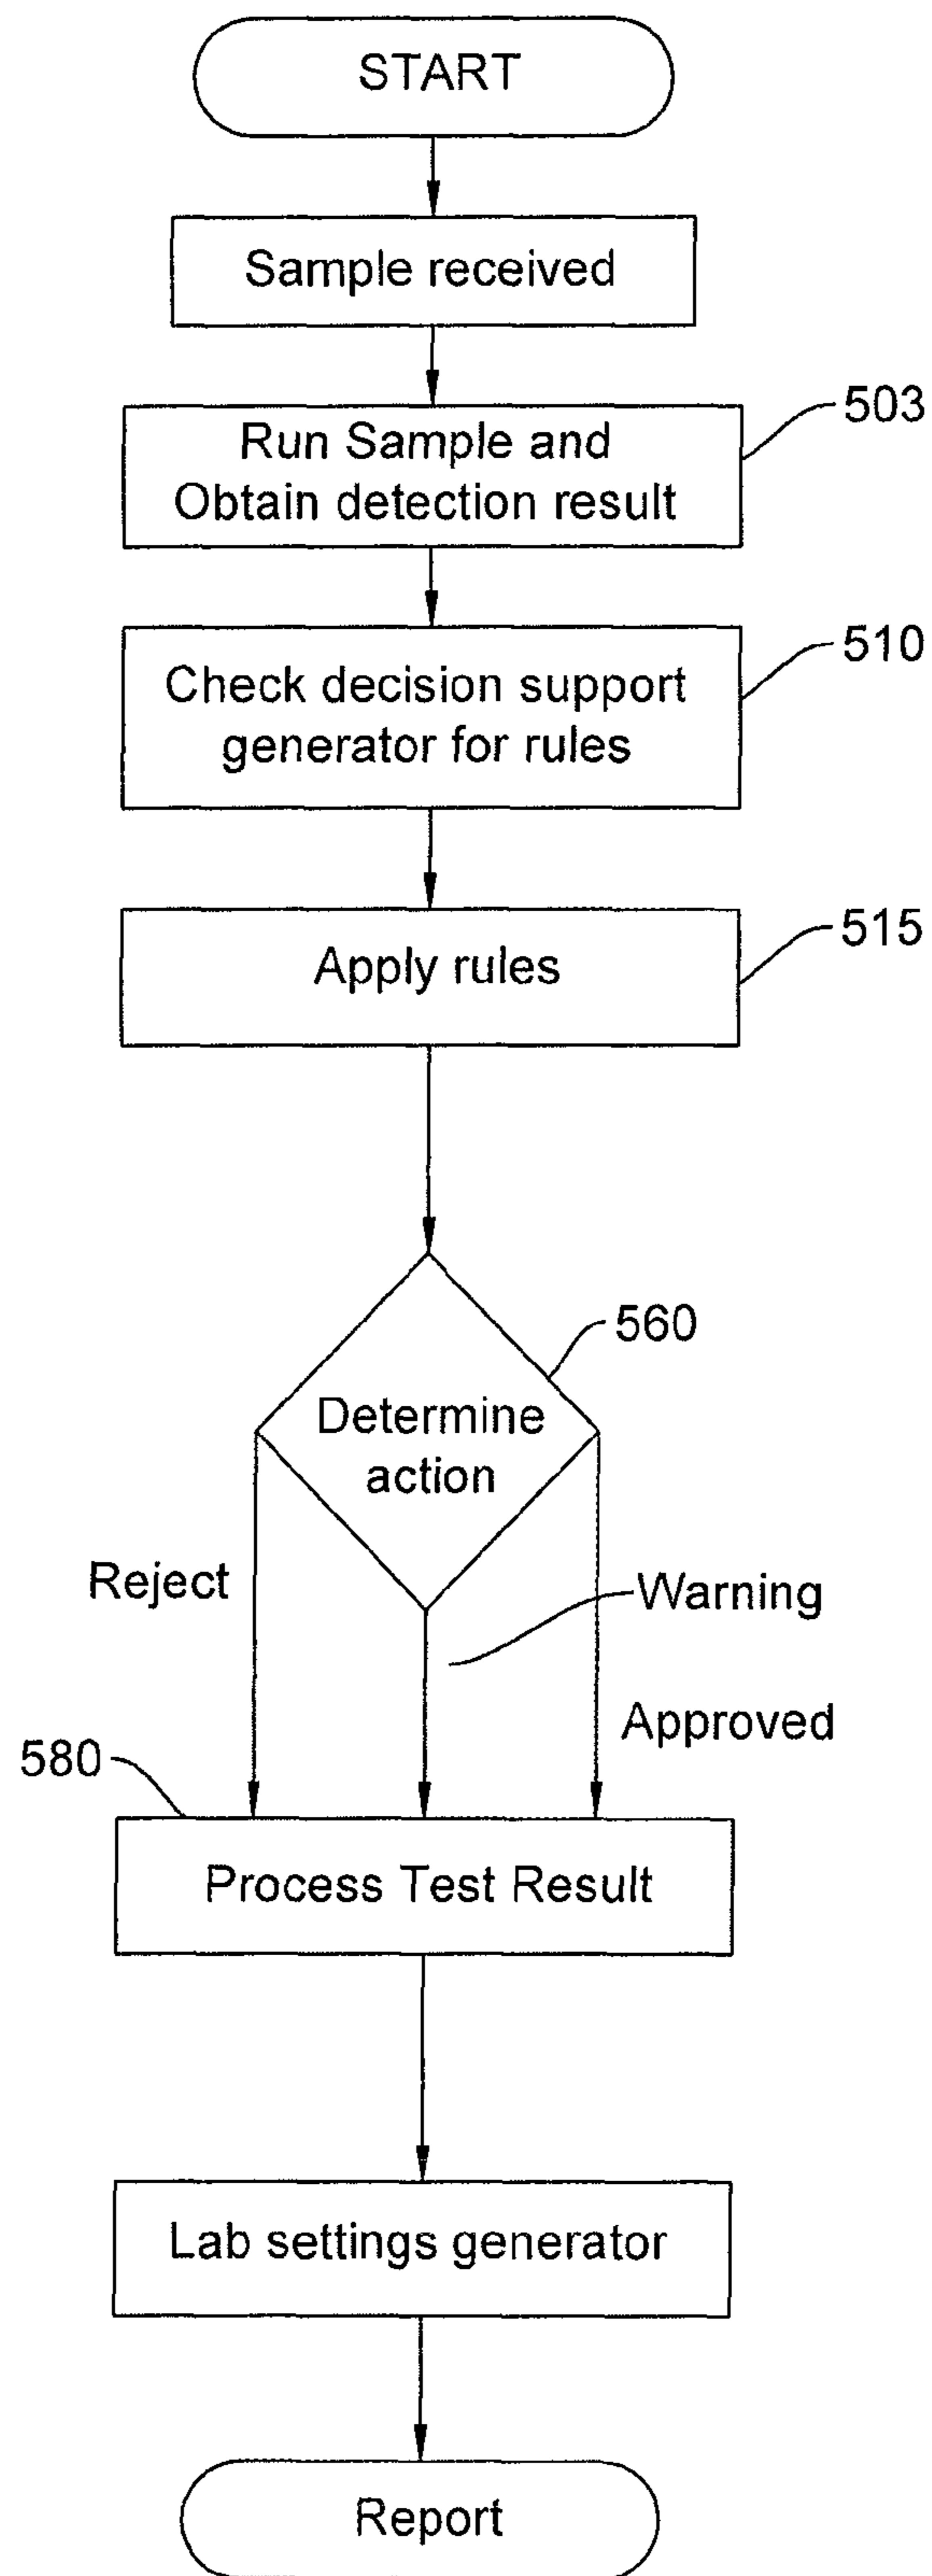 START
Sample received
503
Run Sample and
Obtain detection result
510
Check decision support
generator for rules
515
Apply rules
560
Determine
action
Reject
Warning
Approved
580
Process Test Result
Lab settings generator
Report